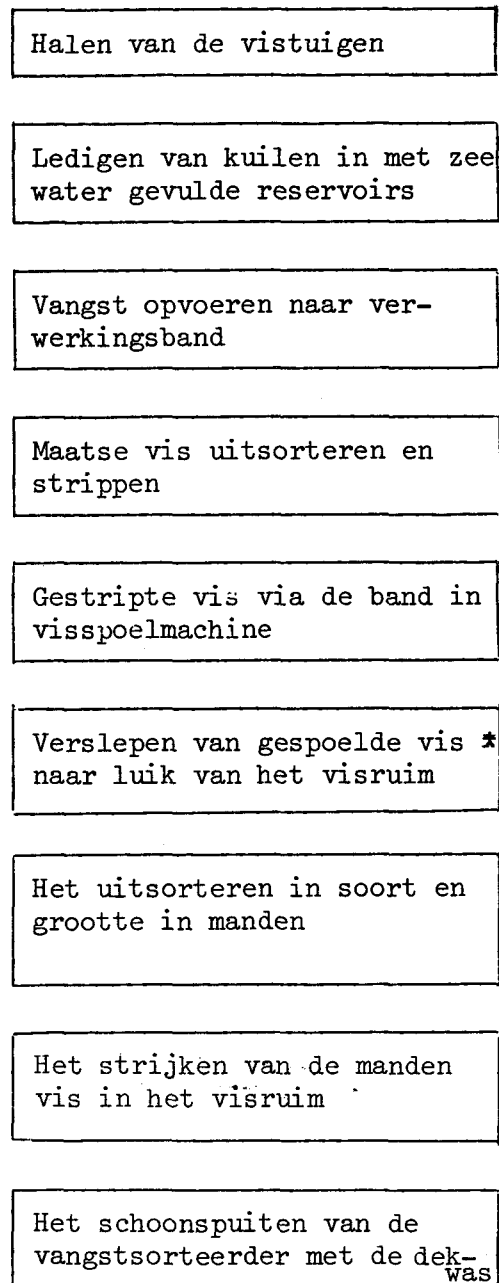 Halen van de vistuigen
Ledigen van kuilen in met zee
water gevulde reservoirs
Vangst opvoeren naar ver-
werkingsband
Maatse vis uitsorteren en
strippen
Gestripte vis via de band in
visspoelmachine
Verslepen van gespoelde vis *
naar luik van het visruim
Het uitsorteren in soort en
grootte in manden
Het strijken van de manden
vis in het visruim
Het schoonspuiten van de
vangstsorteerder met de dek-
was